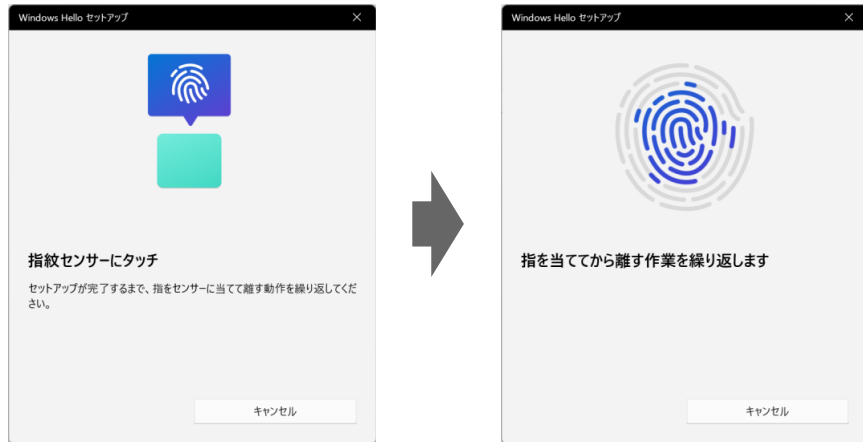 Windows Hello セットアップ
指紋センサーにタッチ
セットアップが完了するまで、指をセンサーに当てて離す動作を繰り返してくだ
さい。
キャンセル
Windows Hello セットアップ
指を当ててから離す作業を繰り返します
キャンセル